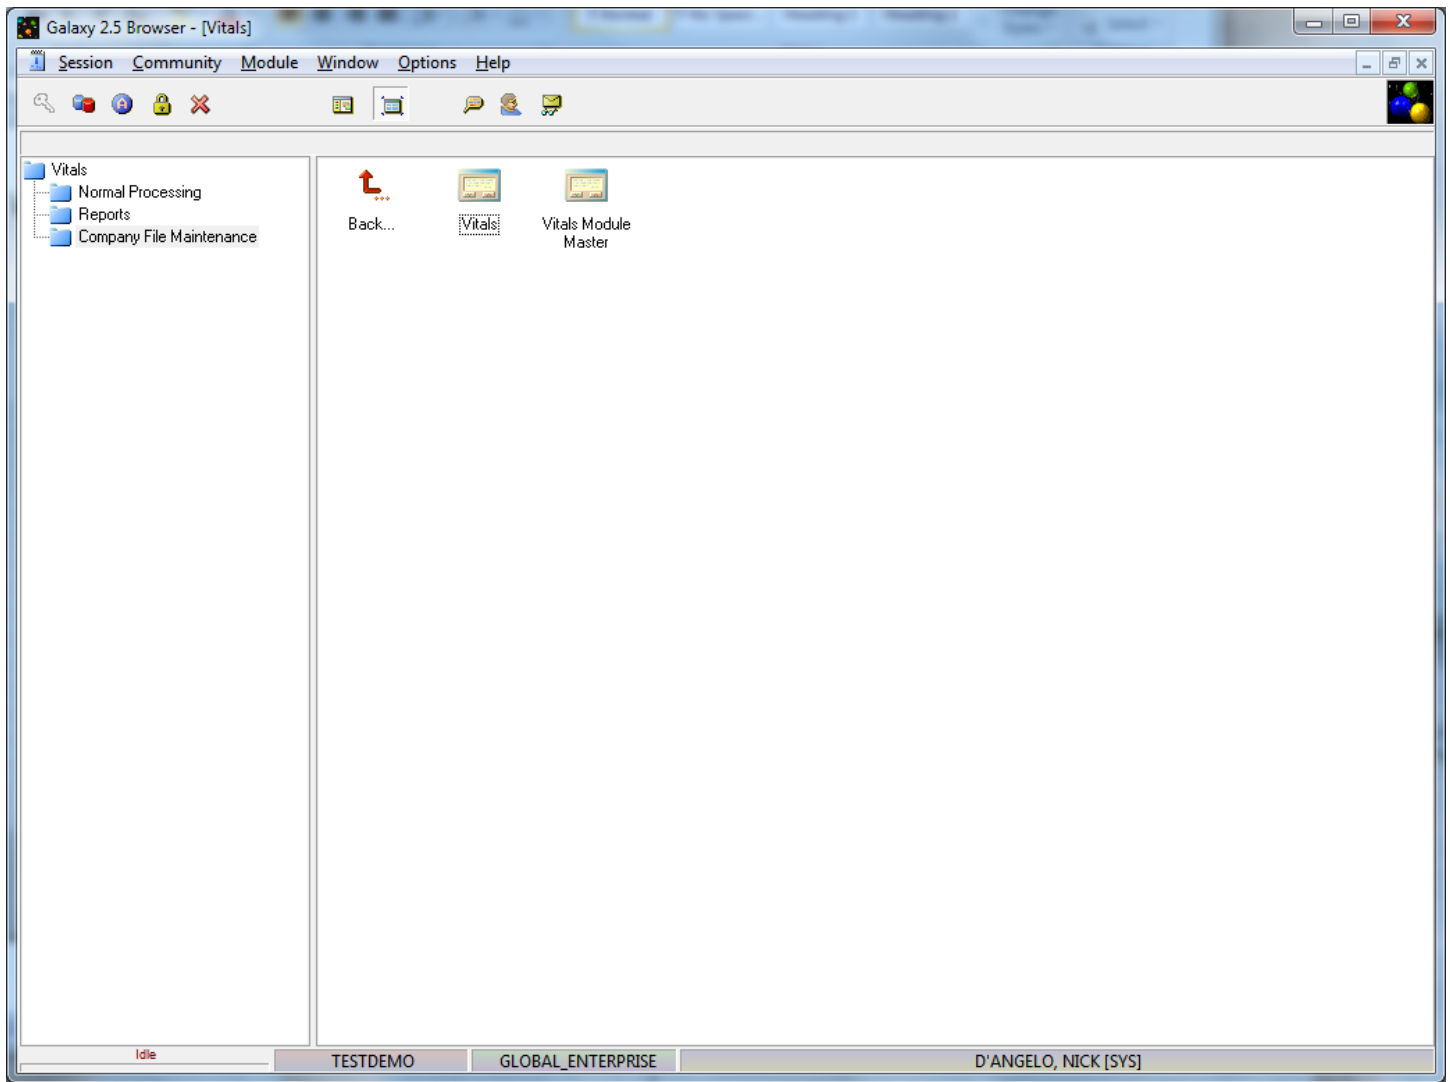 Galaxy 2.5 Browser - [Vitals]
Session Community Module Window Options Help
Vitals
Normal Processing
Reports
Company File Maintenance
Back...
Vitals
Vitals Module
Master
Idle
TESTDEMO
GLOBAL_ENTERPRISE
D'ANGELO, NICK [SYS]